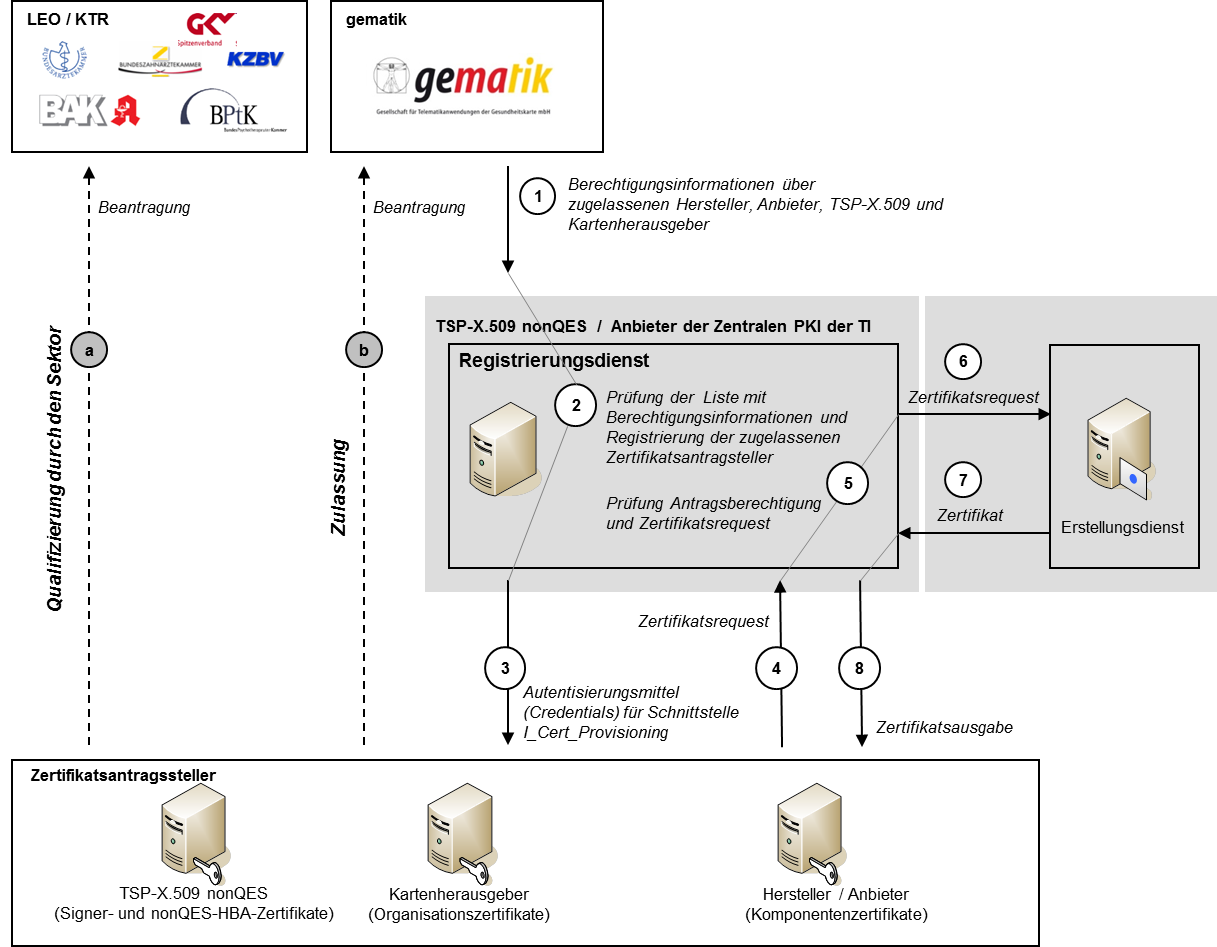 LEO / KTR
GKV
Spitzenverband
BUNDESÄRZTEKAMMER
BUNDESZAHNÄRZTEKAMMER
KZBV
BAK
BPtK
BundesPsychotherapeutenKammer
gematik
gematik
Gesellschaft für Telematikanwendungen der Gesundheitskarte mbH
Beantragung
Beantragung
1
Berechtigungsinformationen über
zugelassenen Hersteller, Anbieter, TSP-X.509 und
Kartenherausgeber
a
Qualifizierung durch den Sektor
b
Zulassung
TSP-X.509 nonQES / Anbieter der Zentralen PKI der TI
Registrierungsdienst
2
Prüfung der Liste mit
Berechtigungsinformationen und
Registrierung der zugelassenen
Zertifikatsantragsteller
5
Prüfung Antragsberechtigung
und Zertifikatsrequest
6
Zertifikatsrequest
7
Zertifikat
Erstellungsdienst
3
Autentisierungsmittel
(Credentials) für Schnittstelle
I_Cert_Provisioning
Zertifikatsrequest
4
8
Zertifikatsausgabe
Zertifikatsantragssteller
TSP-X.509 nonQES
(Signer- und nonQES-HBA-Zertifikate)
Kartenherausgeber
(Organisationszertifikate)
Hersteller / Anbieter
(Komponentenzertifikate)